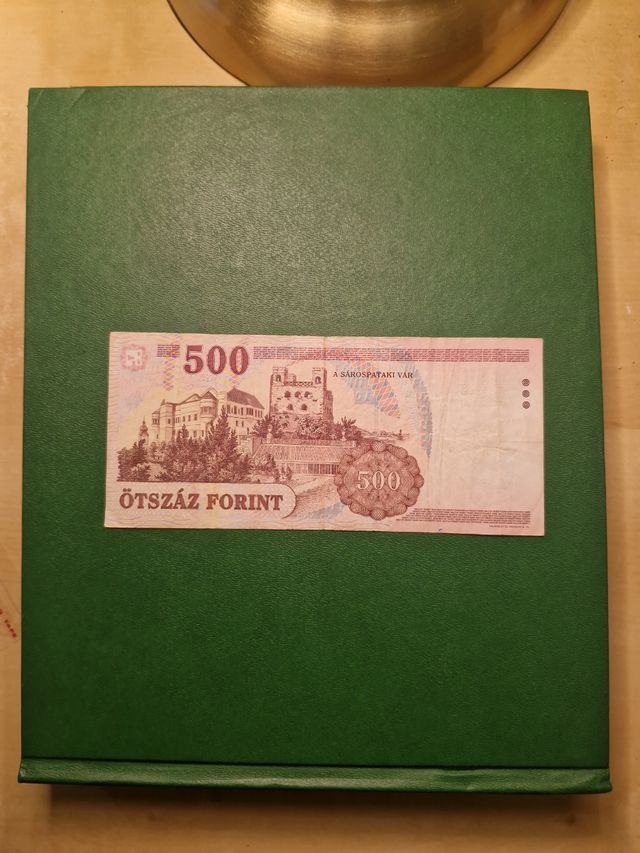 500
A SÁROSPATAKI VÁR
500
ÖTSZÁZ FORINT